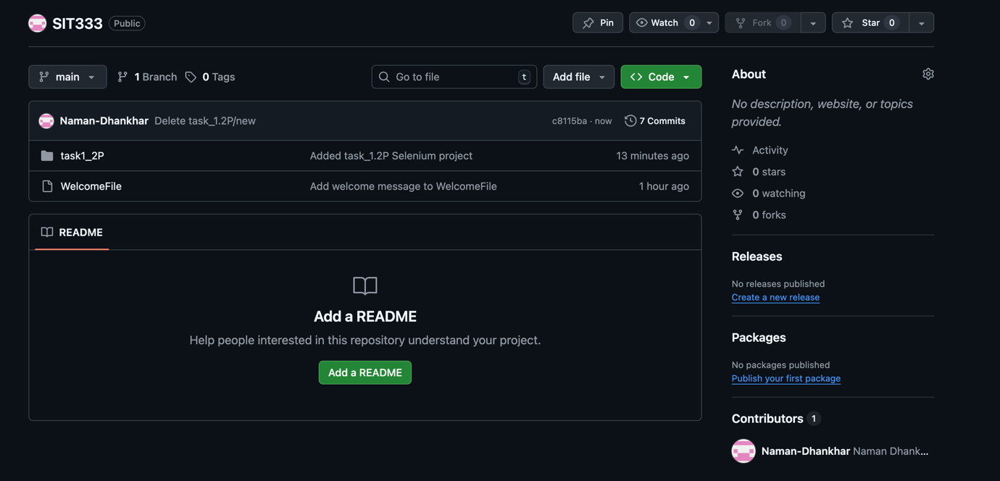 SIT333 Public
Pin
Watch 0
Fork 0
Star 0
main
1 Branch
0 Tags
Go to file
t
Add file
Code
Naman-Dhankhar Delete task_1.2P/new
c8115ba · now
7 Commits
task1_2P Added task_1.2P Selenium project 13 minutes ago
WelcomeFile Add welcome message to WelcomeFile 1 hour ago
README
Add a README
Help people interested in this repository understand your project.
Add a README
About
No description, website, or topics
provided.
Activity
0 stars
0 watching
0 forks
Releases
No releases published
Create a new release
Packages
No packages published
Publish your first package
Contributors 1
Naman-Dhankhar Naman Dhank...